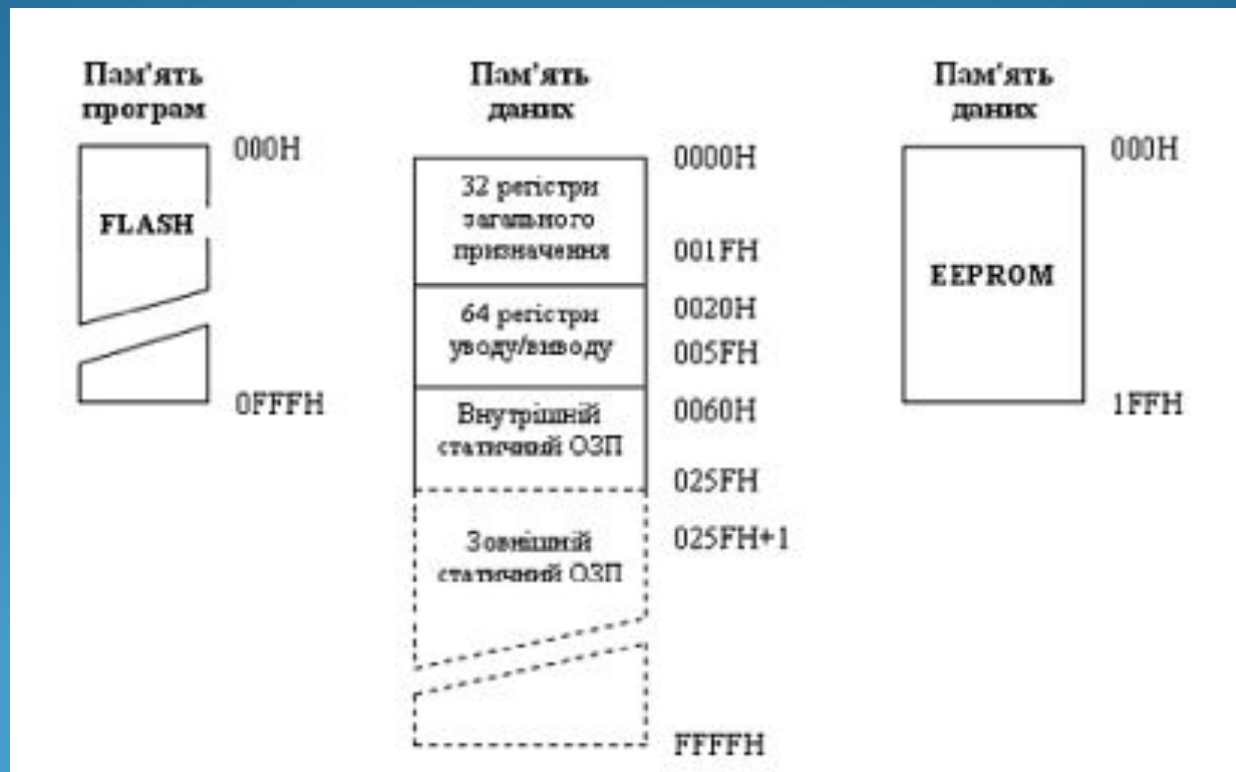 Пам'ять
програм
000H
FLASH
0FFFH
Пам'ять
даних
0000H
32 регістри
загального
призначення
001FH
0020H
64 регістри
уводу/виводу
005FH
0060H
Внутрішній
статичний ОЗП
025FH
025FH+1
Зовнішній
статичний ОЗП
FFFFH
Пам'ять
даних
000H
EEPROM
1FFH